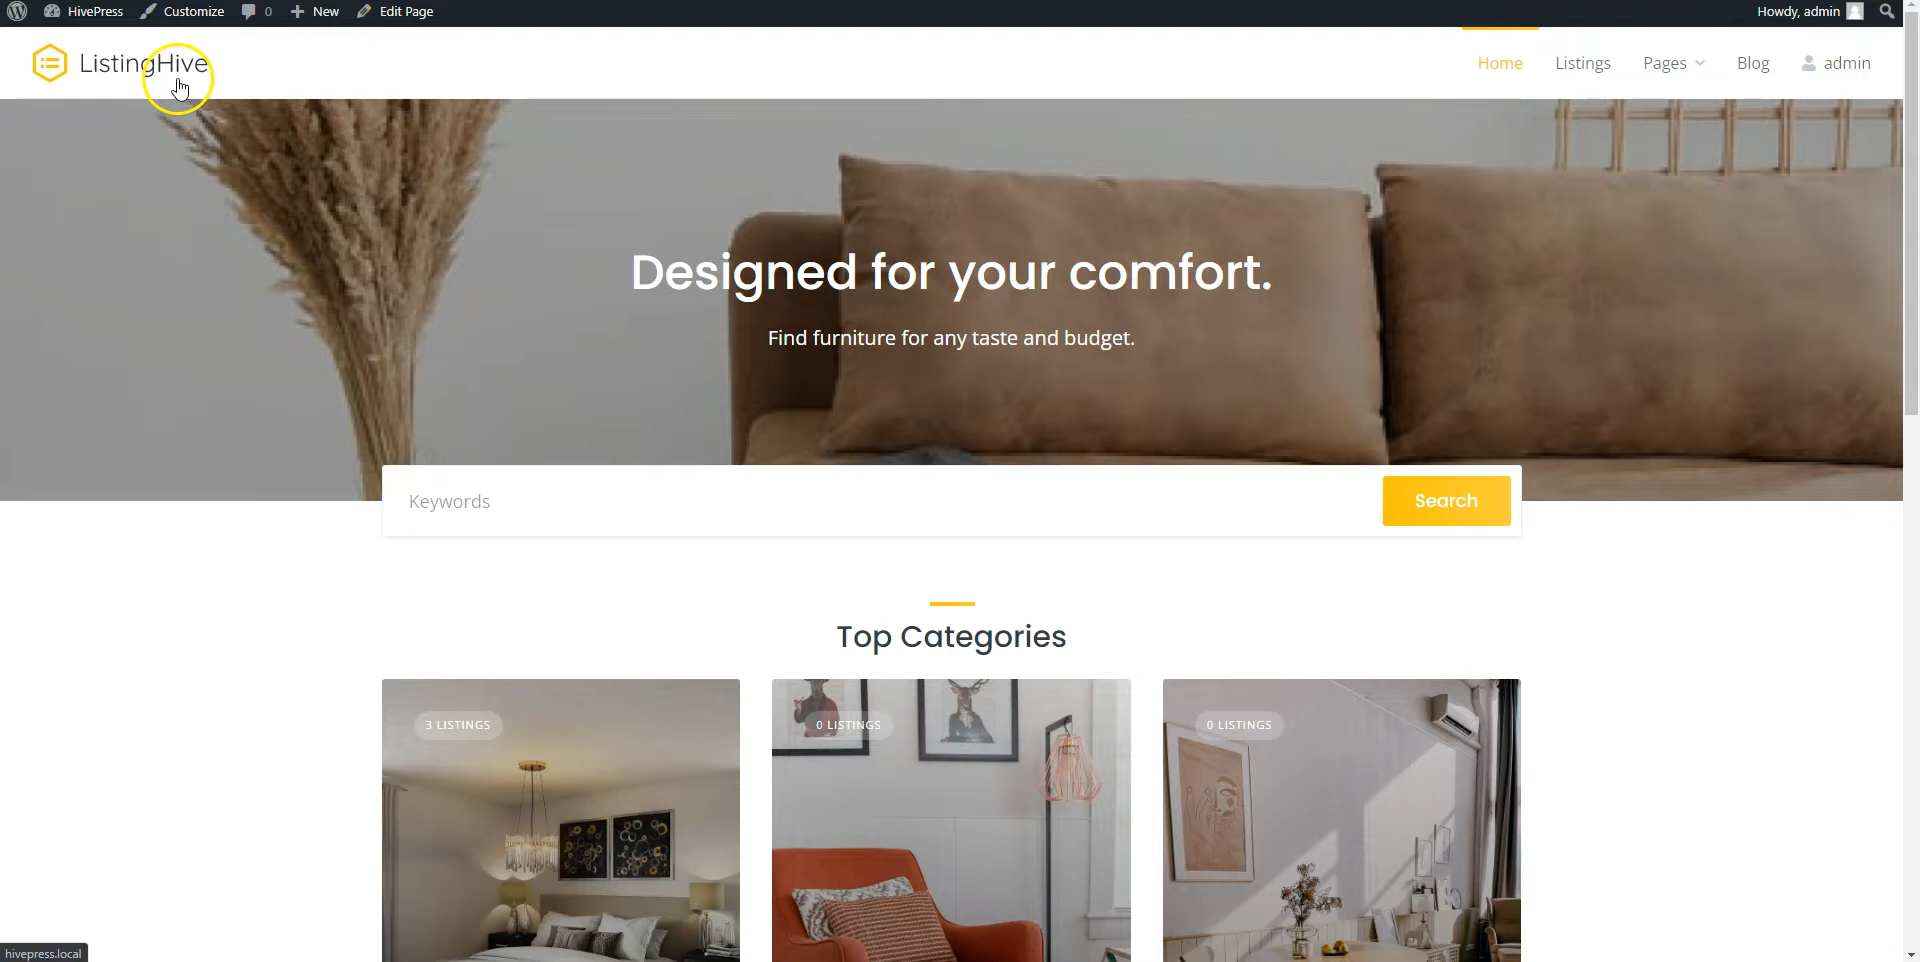 HivePress Customize 0 New Edit Page Howdy, admin
ListingHive Home Listings Pages Blog admin
Designed for your comfort.
Find furniture for any taste and budget.
Keywords Search
Top Categories
3 LISTINGS 0 LISTINGS 0 LISTINGS
hivepress.local